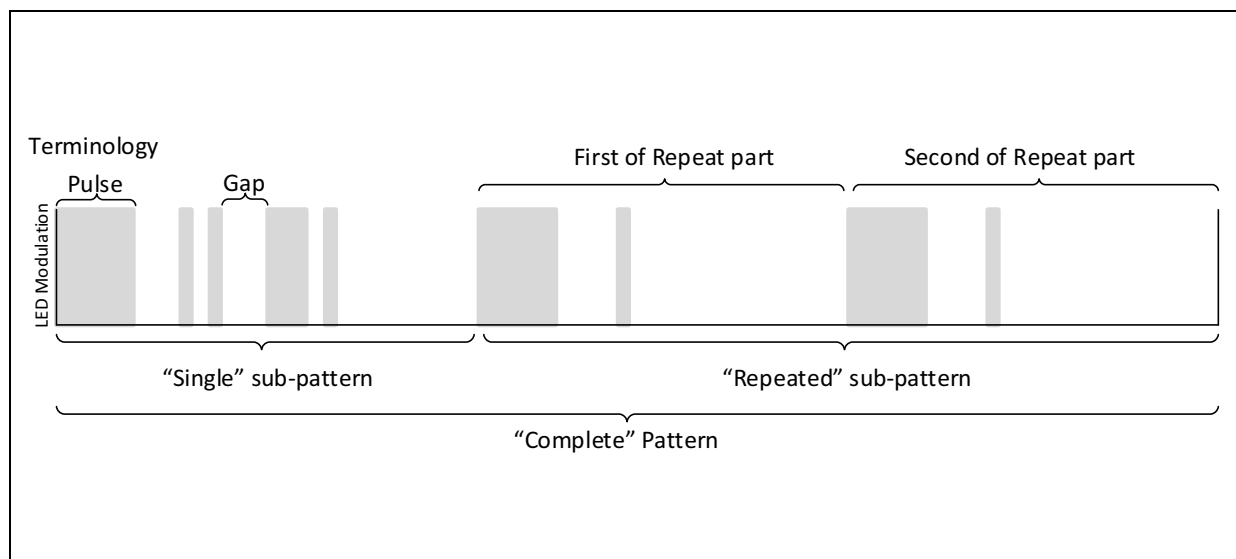 Terminology
First of Repeat part
Second of Repeat part
Pulse
Gap
LED Modulation
“Single” sub-pattern
“Repeated” sub-pattern
“Complete” Pattern